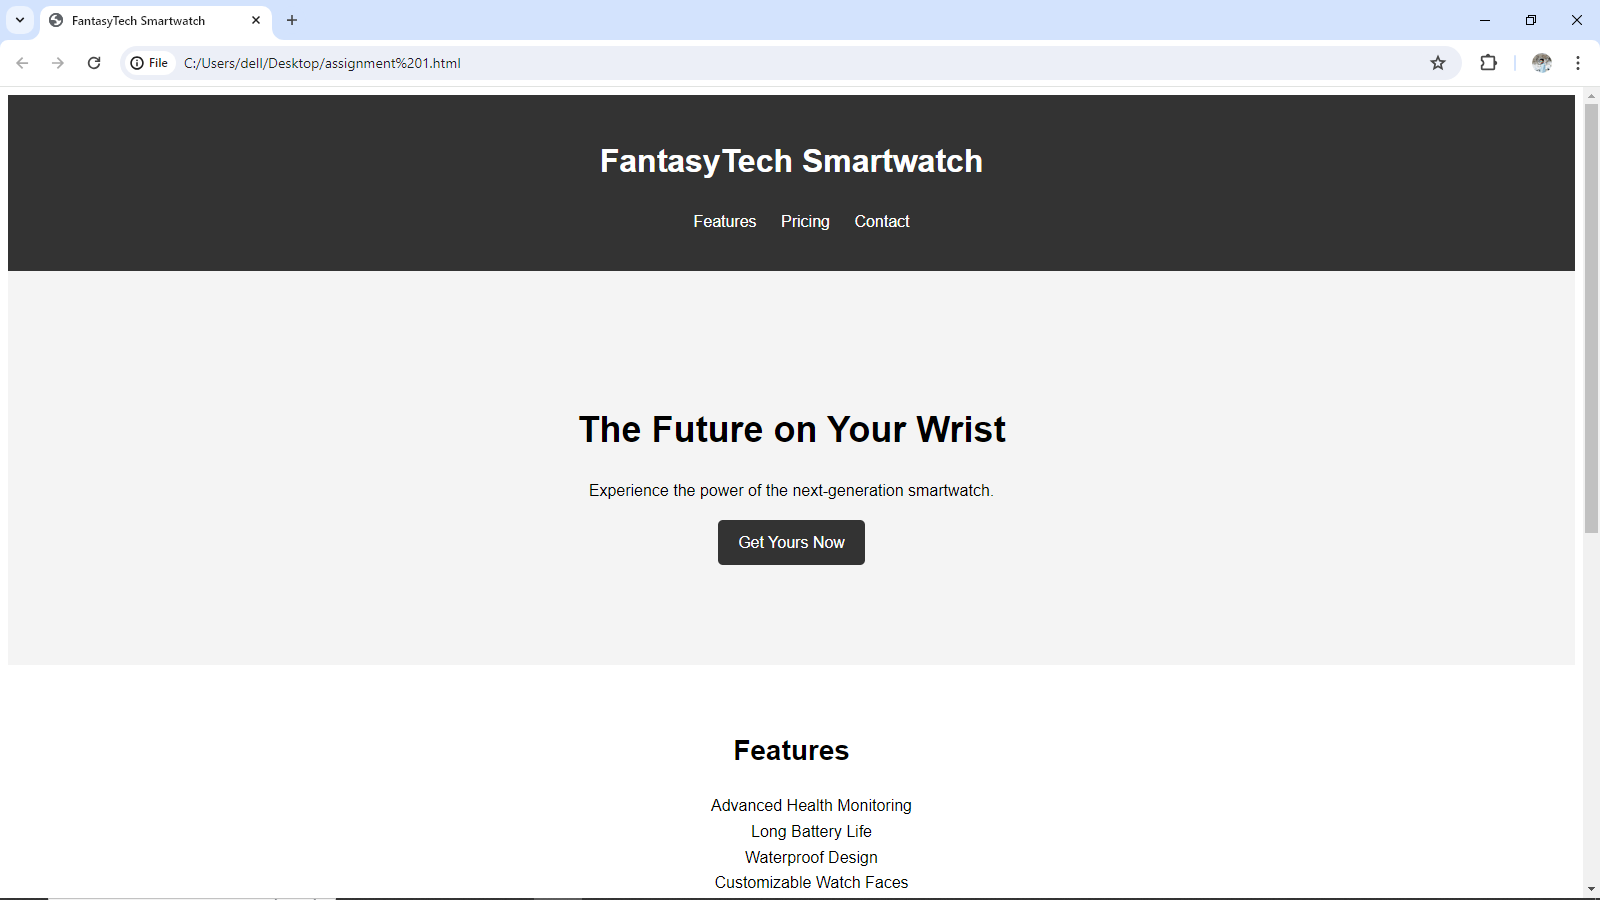 FantasyTech Smartwatch
File C:/Users/dell/Desktop/assignment%201.html
FantasyTech Smartwatch
Features Pricing Contact
The Future on Your Wrist
Experience the power of the next-generation smartwatch.
Get Yours Now
Features
Advanced Health Monitoring
Long Battery Life
Waterproof Design
Customizable Watch Faces